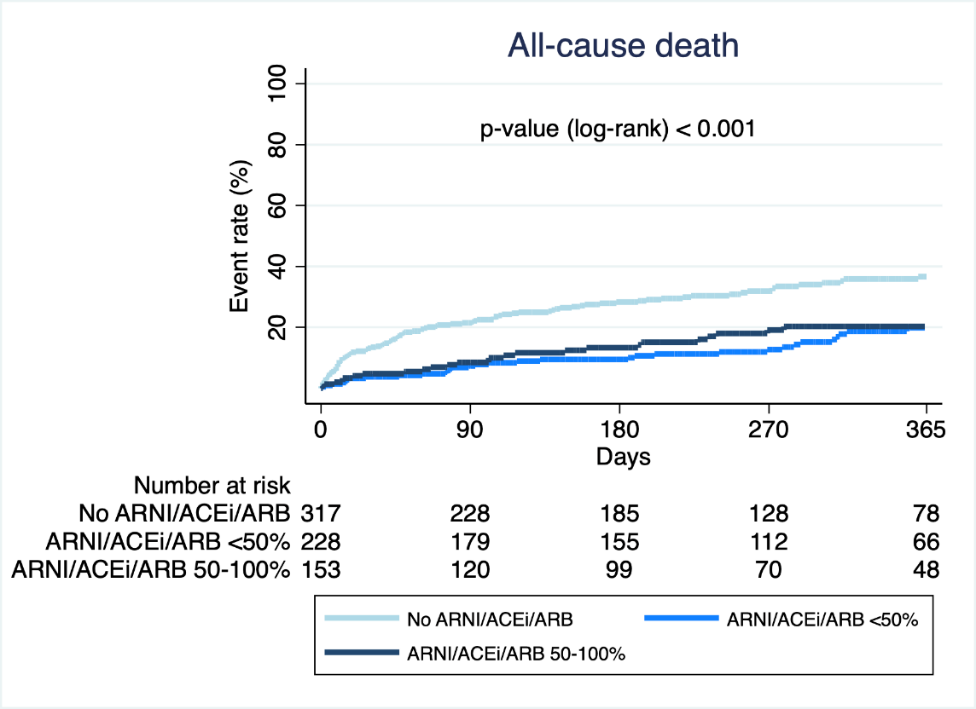 All-cause death
p-value (log-rank) < 0.001
Event rate (%)
100
80
60
40
20
0 90 180 270 365
Days
Number at risk
No ARNI/ACEi/ARB 317 228 185 128 78
ARNI/ACEi/ARB <50% 228 179 155 112 66
ARNI/ACEi/ARB 50-100% 153 120 99 70 48
No ARNI/ACEi/ARB ARNI/ACEi/ARB <50%
ARNI/ACEi/ARB 50-100%